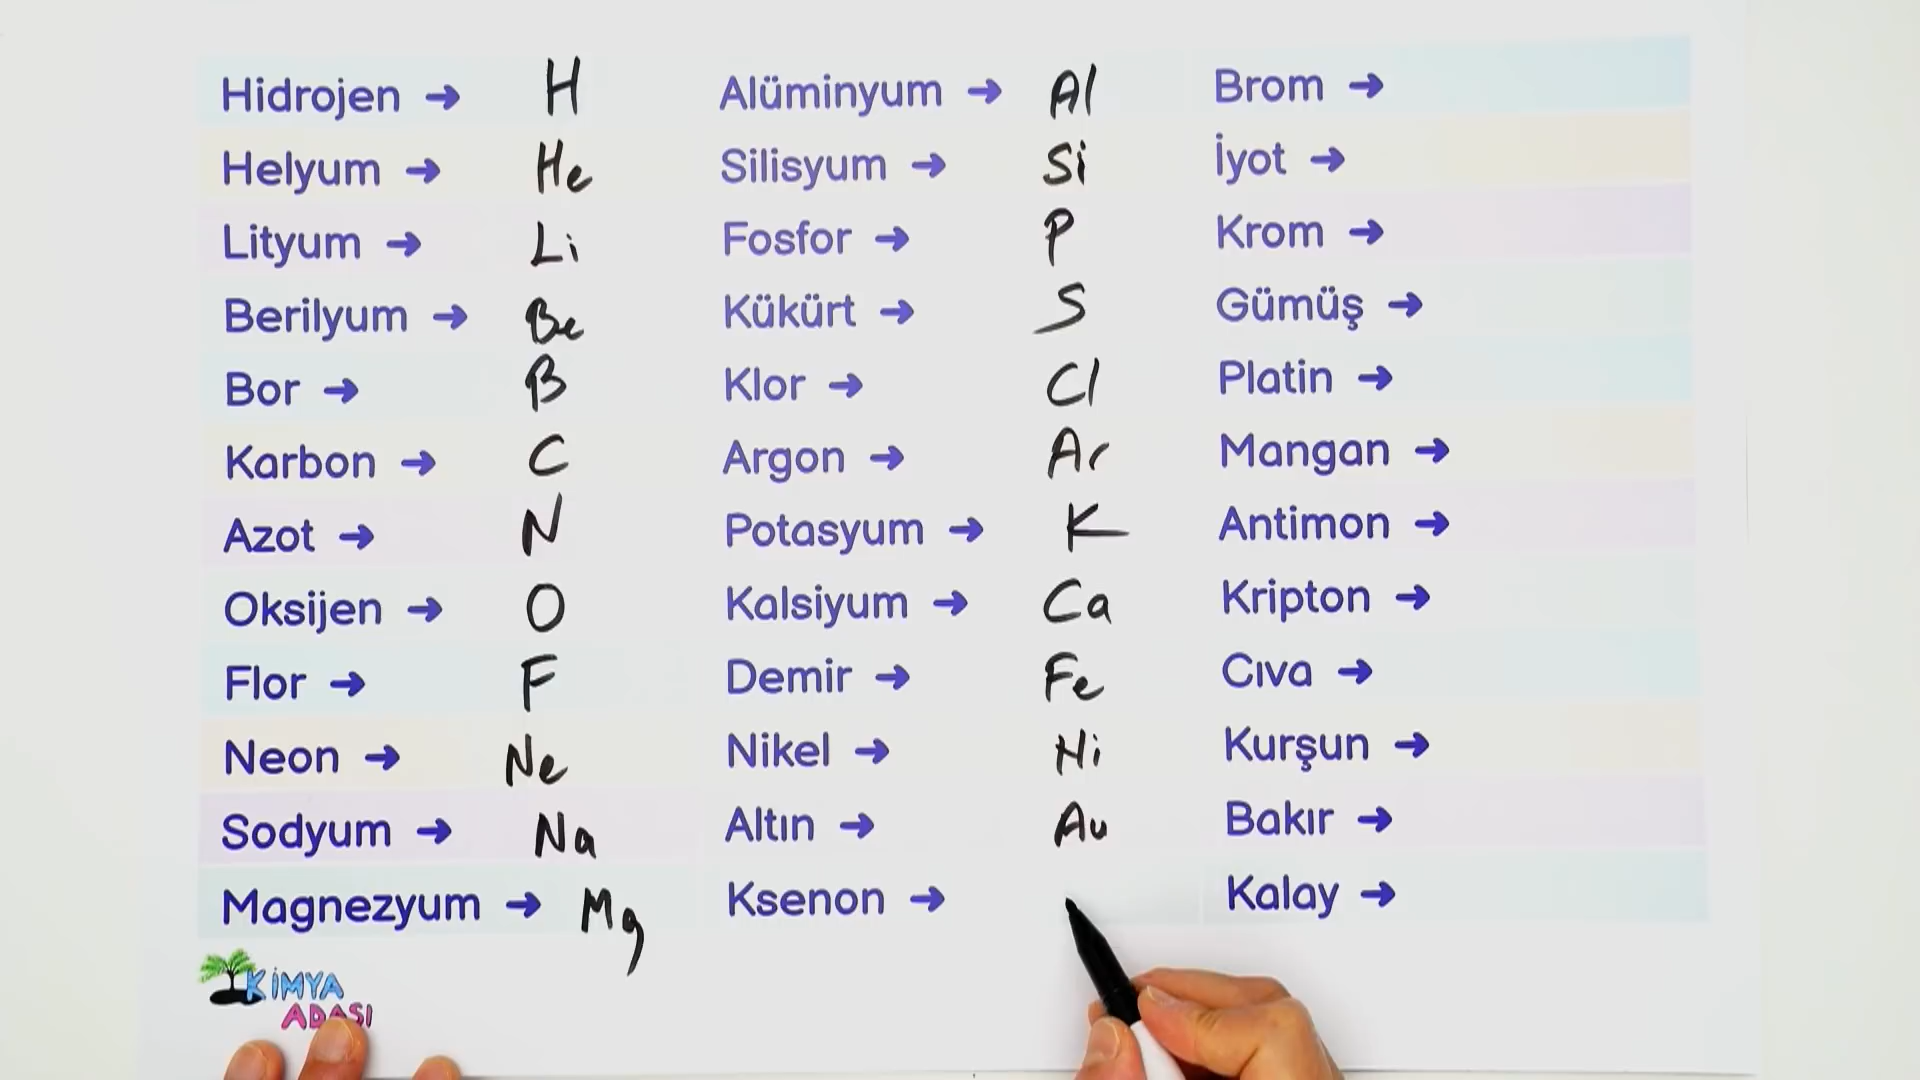 Hidrojen → H
Helyum → He
Lityum → Li
Berilyum → Be
Bor → B
Karbon → C
Azot → N
Oksijen → O
Flor → F
Neon → Ne
Sodyum → Na
Magnezyum → Mg
Alüminyum → Al
Silisyum → Si
Fosfor → P
Kükürt → S
Klor → Cl
Argon → Ar
Potasyum → K
Kalsiyum → Ca
Demir → Fe
Nikel → Ni
Altın → Au
Ksenon →
Brom →
İyot →
Krom →
Gümüş →
Platin →
Mangan →
Antimon →
Kripton →
Cıva →
Kurşun →
Bakır →
Kalay →
KİMYA
ADASI